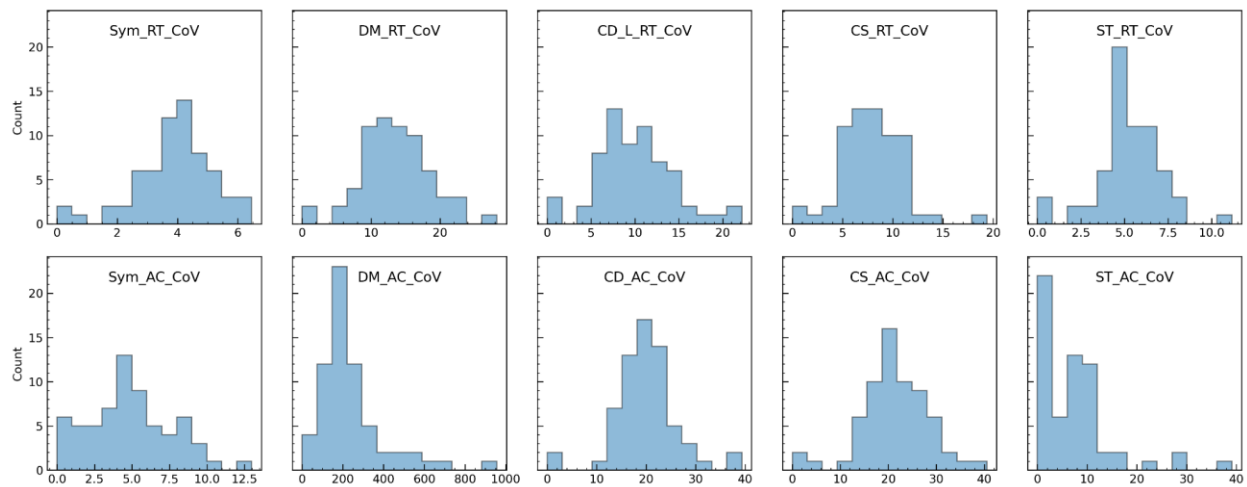 Sym_RT_CoV DM_RT_CoV CD_L_RT_CoV CS_RT_CoV ST_RT_CoV
20
15
Count
10
5
0
0 2 4 6 0 10 20 0 5 10 15 20 0 5 10 15 20 0.0 2.5 5.0 7.5 10.0
Sym_AC_CoV DM_AC_CoV CD_AC_CoV CS_AC_CoV ST_AC_CoV
20
15
Count
10
5
0
0.0 2.5 5.0 7.5 10.0 12.5 0 200 400 600 800 1000 0 10 20 30 40 0 10 20 30 40 0 10 20 30 40